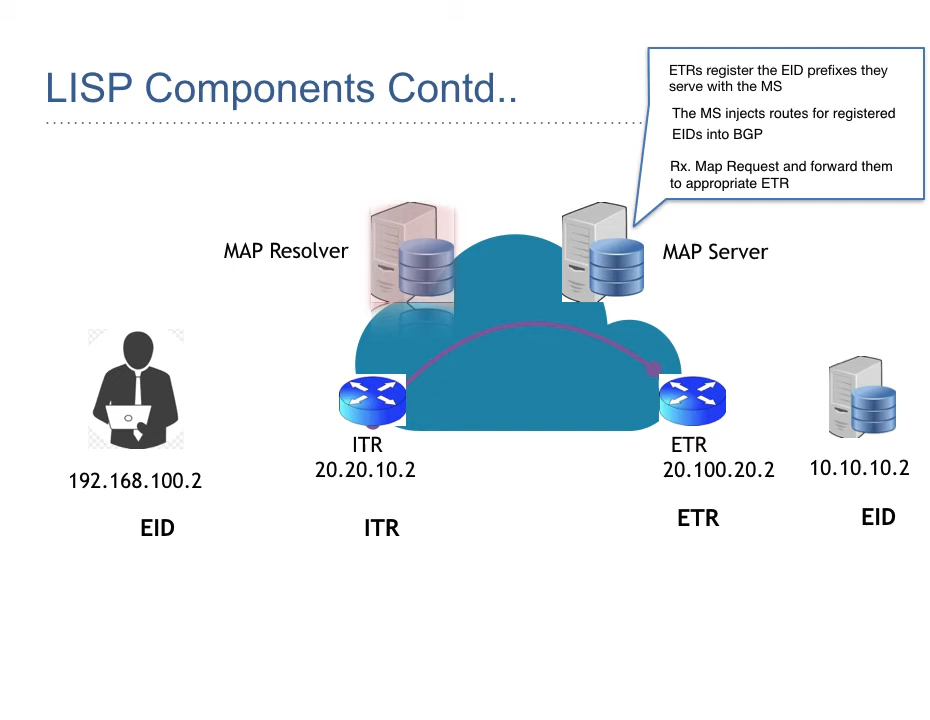 LISP Components Contd..
ETRs register the EID prefixes they
serve with the MS
The MS injects routes for registered
EIDs into BGP
Rx. Map Request and forward them
to appropriate ETR
MAP Resolver
MAP Server
ITR
20.20.10.2
ETR
20.100.20.2
192.168.100.2
10.10.10.2
EID
ITR
ETR
EID